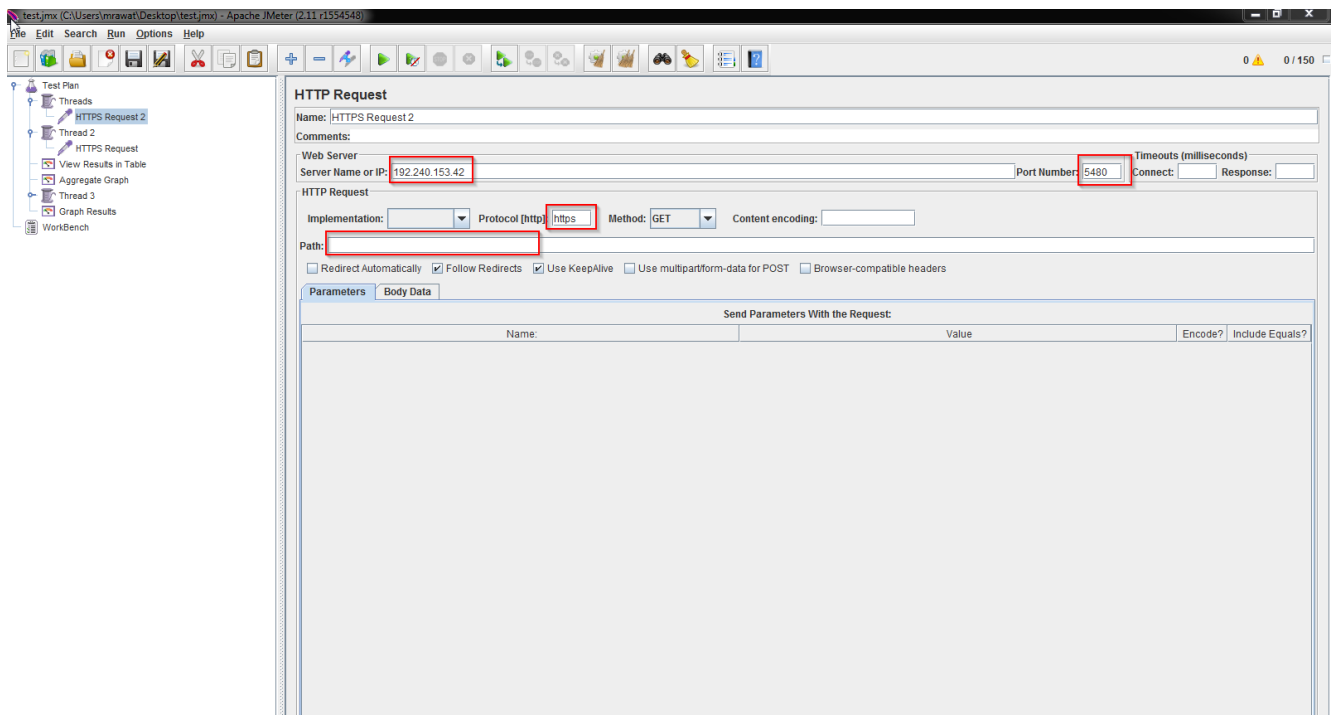 test.jmx (C:\Users\mrawat\Desktop\test.jmx) - Apache JMeter (2.11 r1554548)
File Edit Search Run Options Help
0 0 / 150
Test Plan
Threads
HTTPS Request 2
Thread 2
HTTPS Request
View Results in Table
Aggregate Graph
Thread 3
Graph Results
WorkBench
HTTP Request
Name: HTTPS Request 2
Comments:
Web Server Timeouts (milliseconds)
Server Name or IP: 192.240.153.42 Port Number: 5480 Connect: Response:
HTTP Request
Implementation: Protocol [http] https Method: GET Content encoding:
Path:
Redirect Automatically Follow Redirects Use KeepAlive Use multipart/form-data for POST Browser-compatible headers
Parameters Body Data
Send Parameters With the Request:
Name: Value Encode? Include Equals?